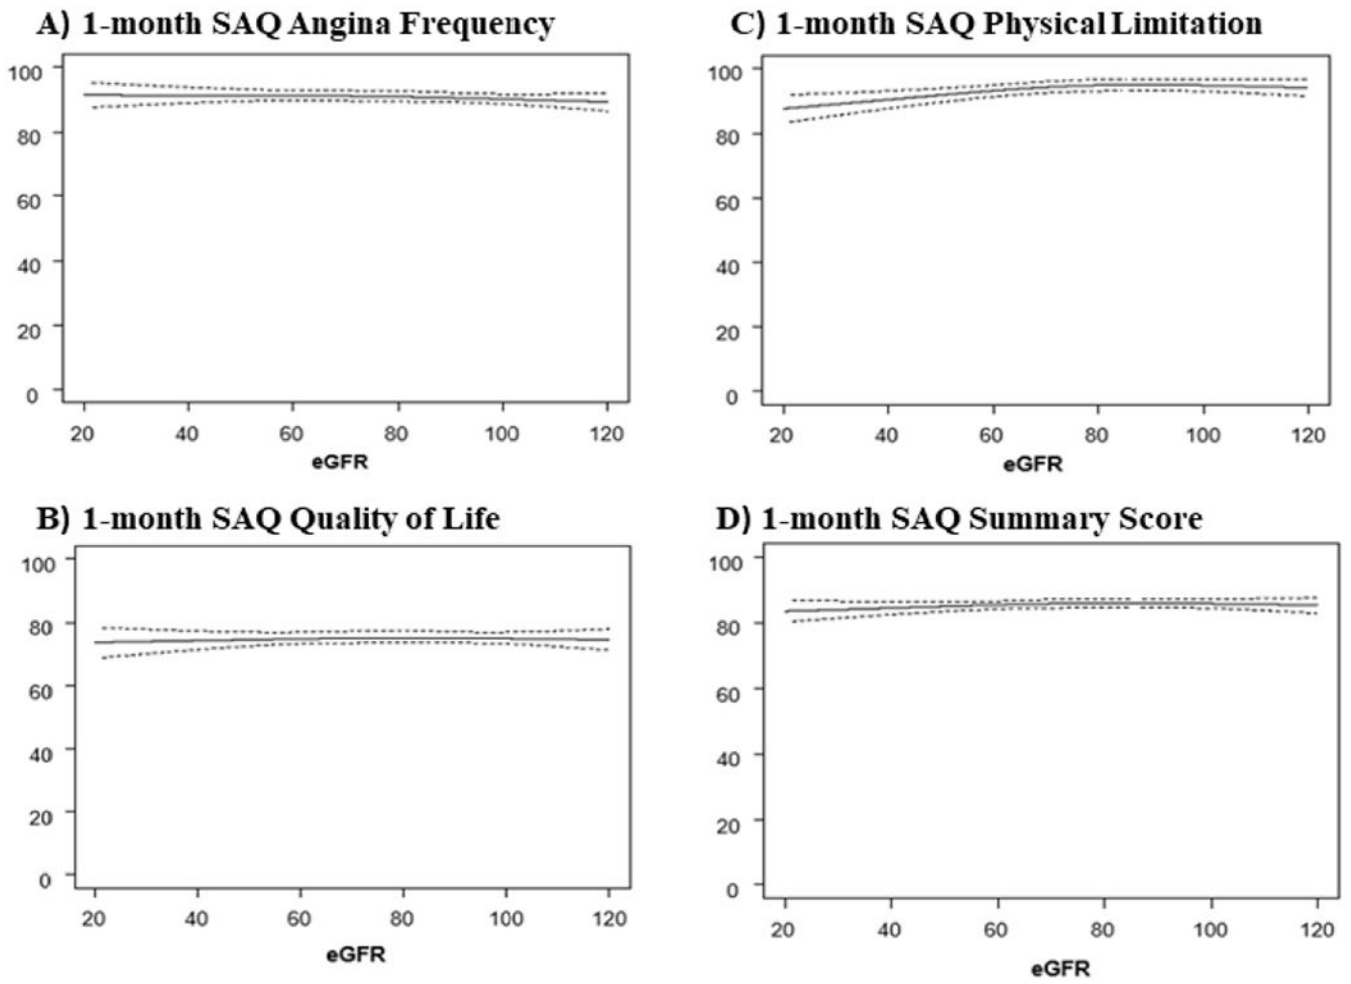 A) 1-month SAQ Angina Frequency
100
80
60
40
20
0
20 40 60 80 100 120
eGFR
C) 1-month SAQ Physical Limitation
100
80
60
40
20
0
20 40 60 80 100 120
eGFR
B) 1-month SAQ Quality of Life
100
80
60
40
20
0
20 40 60 80 100 120
eGFR
D) 1-month SAQ Summary Score
100
80
60
40
20
0
20 40 60 80 100 120
eGFR